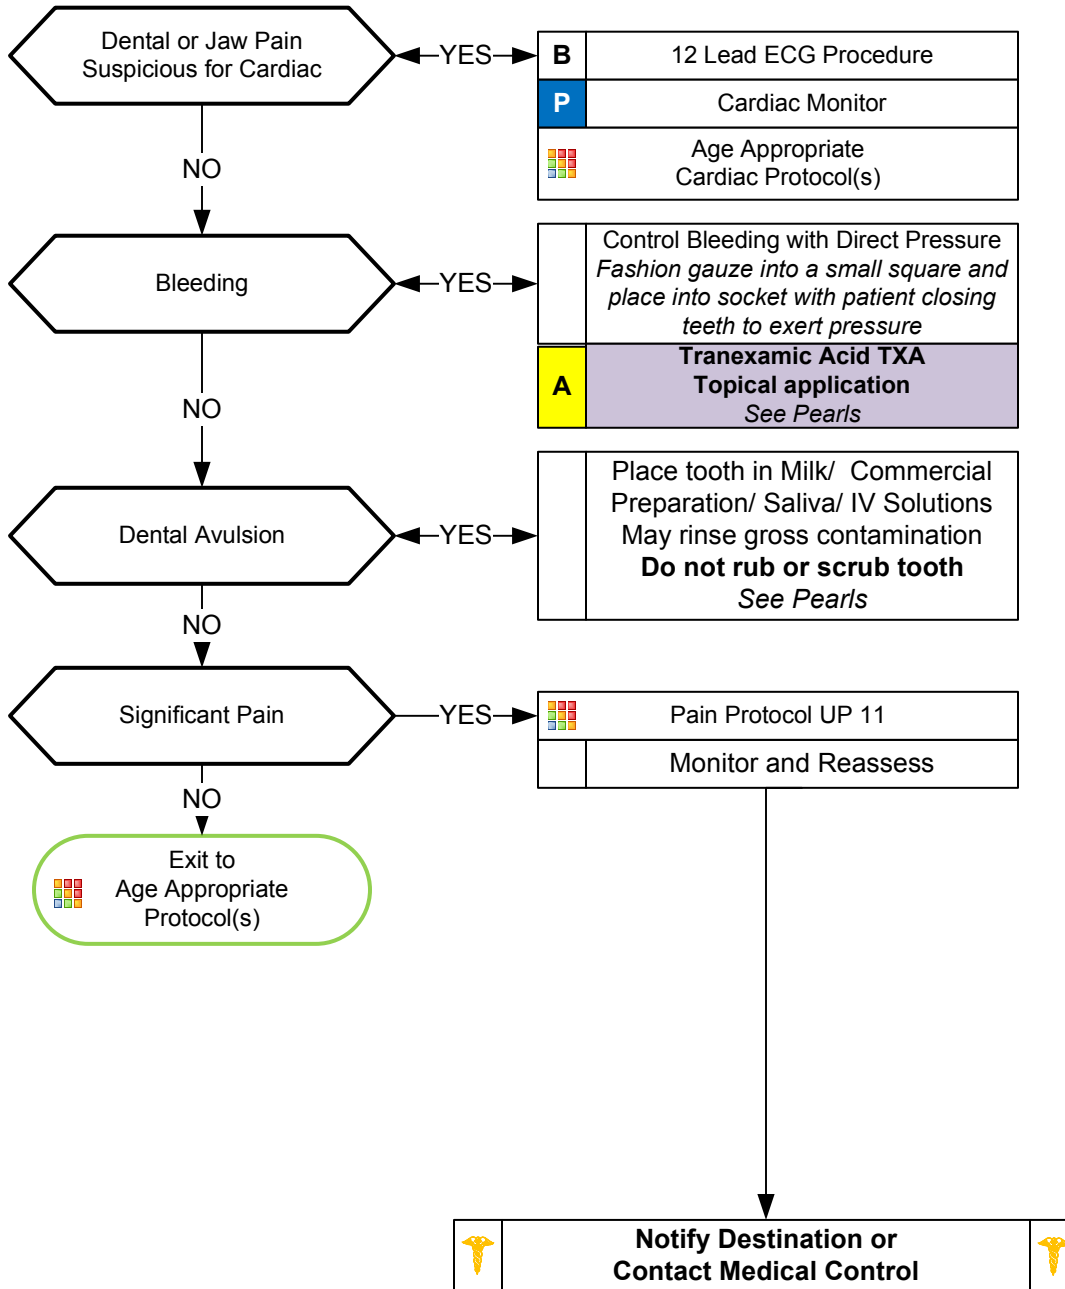 Dental or Jaw Pain
Suspicious for Cardiac
YES
B
12 Lead ECG Procedure
P
Cardiac Monitor
Age Appropriate
Cardiac Protocol(s)
NO
Bleeding
YES
Control Bleeding with Direct Pressure
Fashion gauze into a small square and
place into socket with patient closing
teeth to exert pressure
A
Tranexamic Acid TXA
Topical application
See Pearls
NO
Dental Avulsion
YES
Place tooth in Milk/ Commercial
Preparation/ Saliva/ IV Solutions
May rinse gross contamination
Do not rub or scrub tooth
See Pearls
NO
Significant Pain
YES
Pain Protocol UP 11
Monitor and Reassess
NO
Exit to
Age Appropriate
Protocol(s)
Notify Destination or
Contact Medical Control